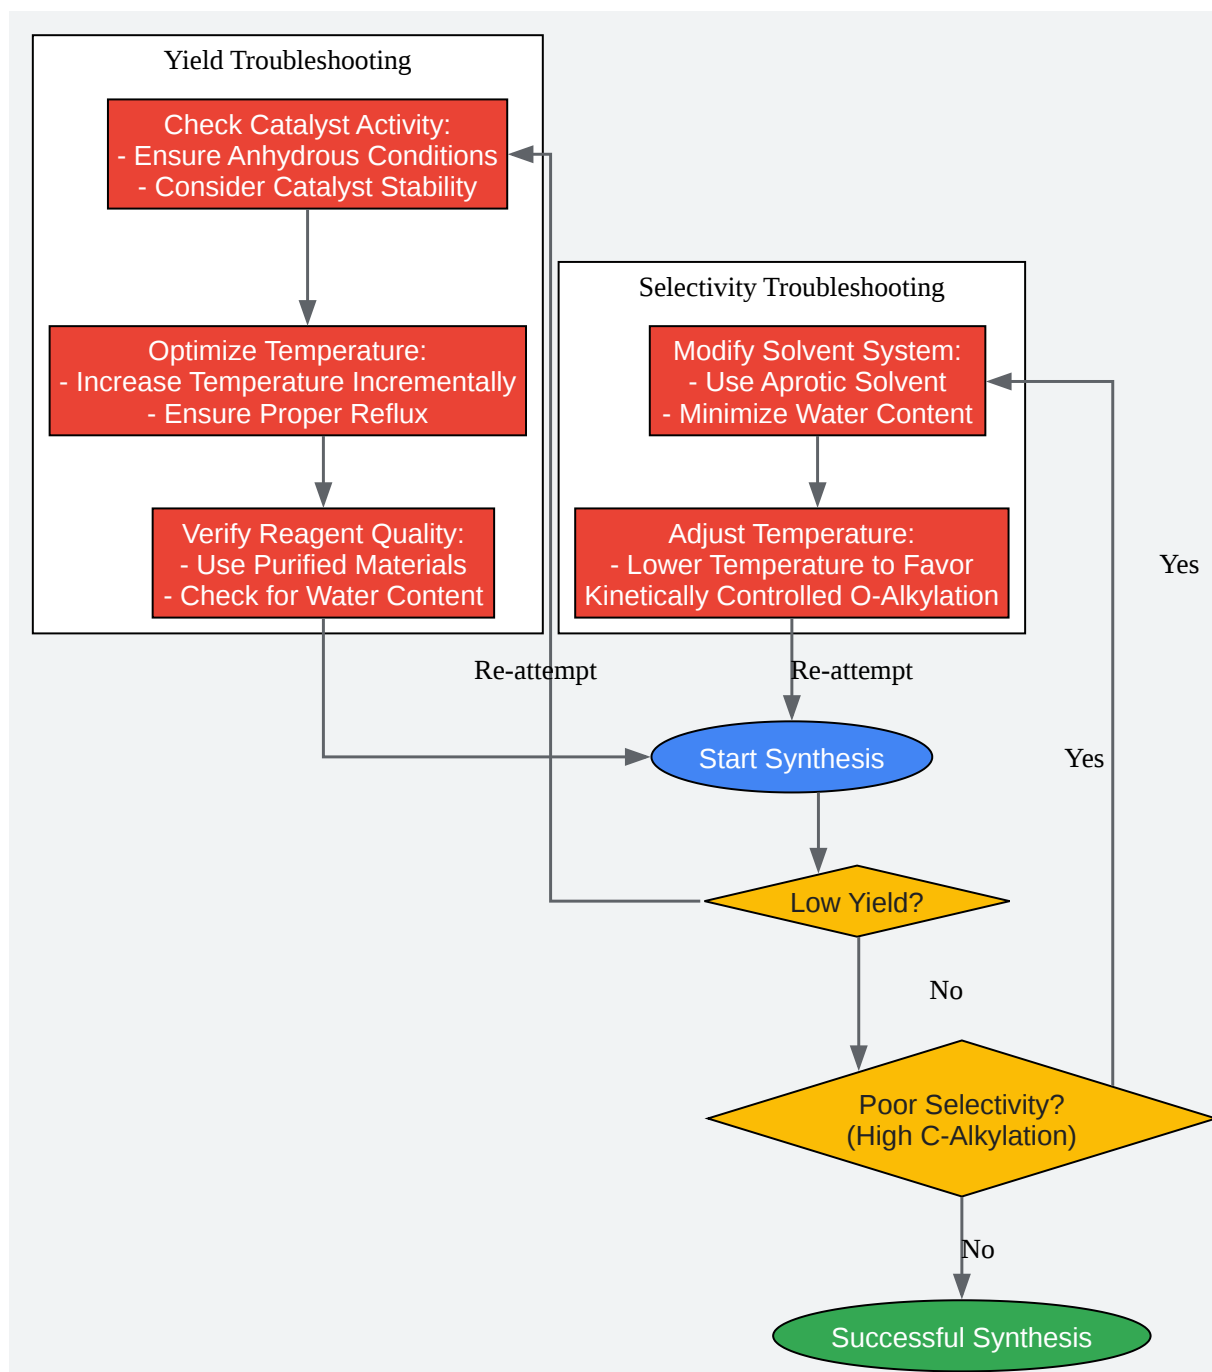 Yield Troubleshooting
Check Catalyst Activity:
- Ensure Anhydrous Conditions
- Consider Catalyst Stability
Optimize Temperature:
- Increase Temperature Incrementally
- Ensure Proper Reflux
Verify Reagent Quality:
- Use Purified Materials
- Check for Water Content
Selectivity Troubleshooting
Modify Solvent System:
- Use Aprotic Solvent
- Minimize Water Content
Adjust Temperature:
- Lower Temperature to Favor
Kinetically Controlled O-Alkylation
Yes
Re-attempt
Re-attempt
Start Synthesis
Yes
Low Yield?
No
Poor Selectivity?
(High C-Alkylation)
No
Successful Synthesis